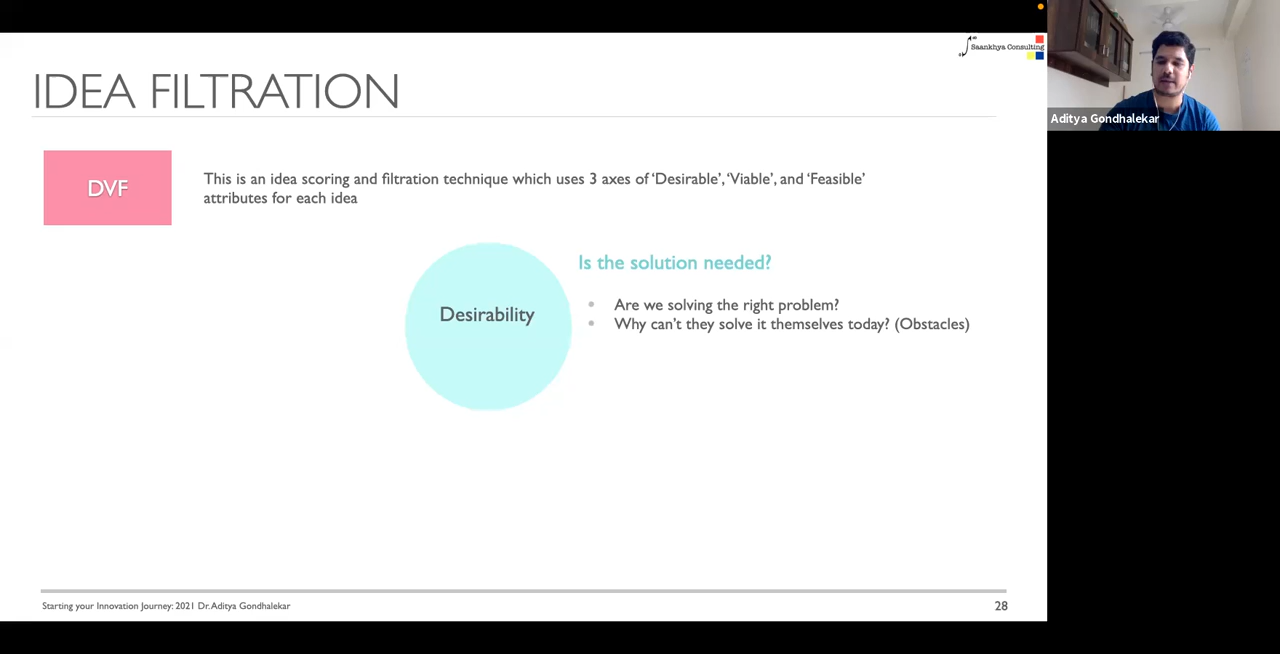 Saankhya Consulting
IDEA FILTRATION
DVF
This is an idea scoring and filtration technique which uses 3 axes of ‘Desirable’, ‘Viable’, and ‘Feasible’
attributes for each idea
Desirability
Is the solution needed?
• Are we solving the right problem?
• Why can’t they solve it themselves today? (Obstacles)
Starting your Innovation Journey: 2021 Dr. Aditya Gondhalekar
28
Aditya Gondhalekar